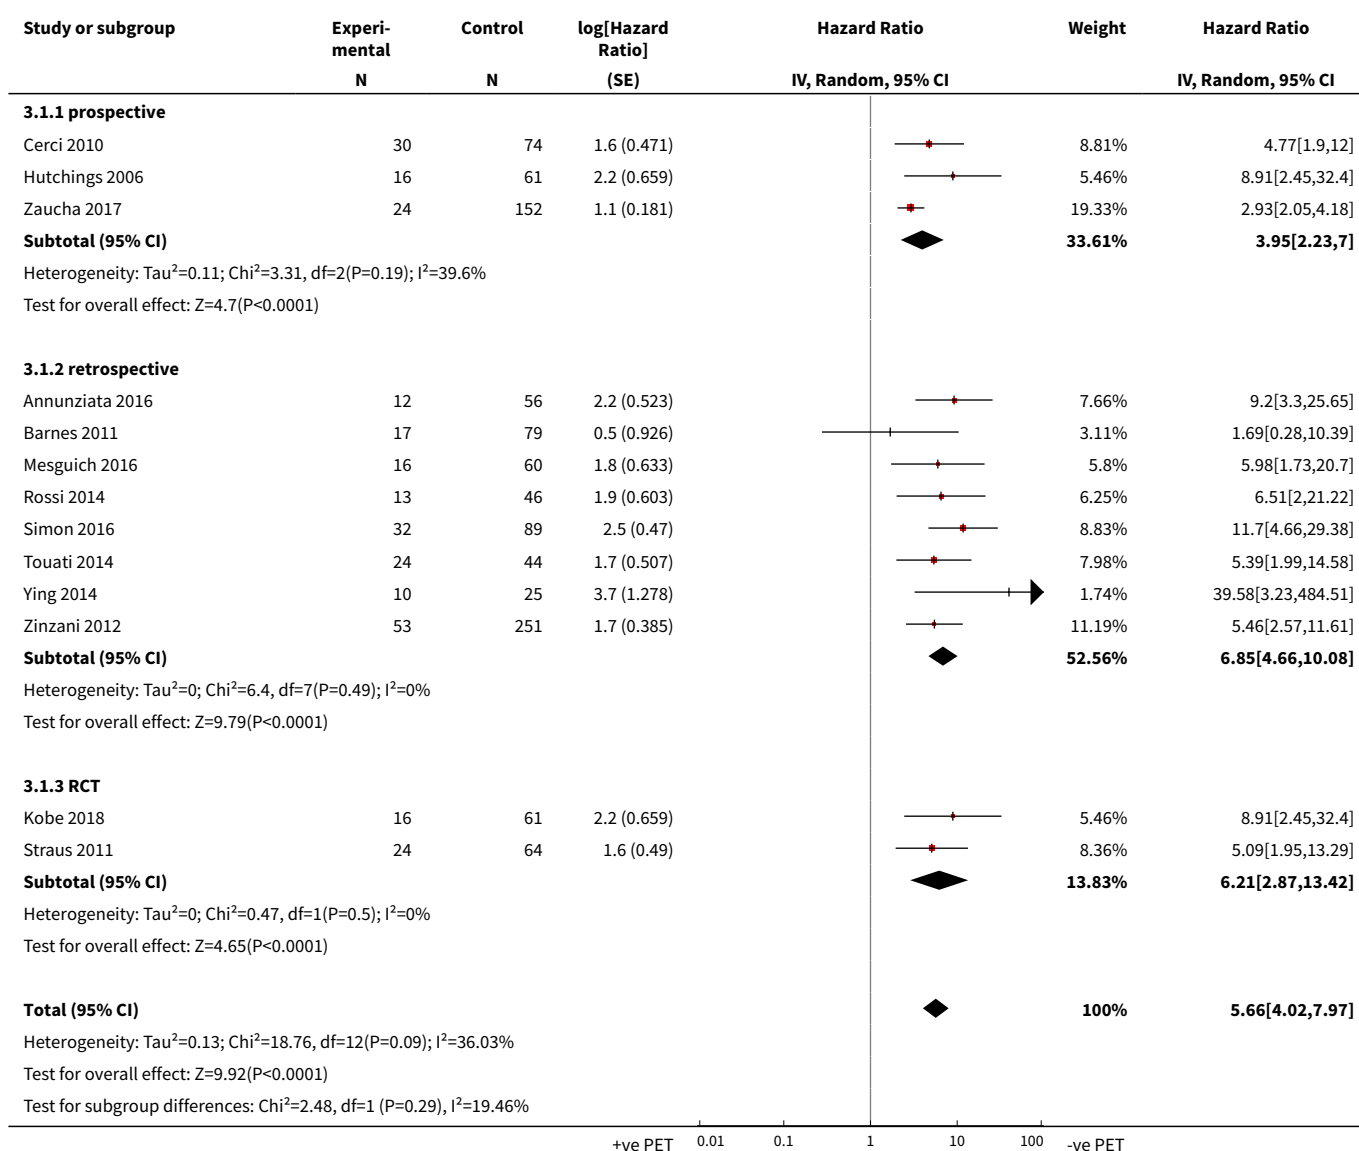 Study or subgroup Experi- Control log[Hazard Hazard Ratio Weight Hazard Ratio
mental Ratio]
N N (SE) IV, Random, 95% CI IV, Random, 95% CI
3.1.1 prospective
Cerci 2010 30 74 1.6 (0.471) 8.81% 4.77[1.9,12]
Hutchings 2006 16 61 2.2 (0.659) 5.46% 8.91[2.45,32.4]
Zaucha 2017 24 152 1.1 (0.181) 19.33% 2.93[2.05,4.18]
Subtotal (95% CI) 33.61% 3.95[2.23,7]
Heterogeneity: Tau²=0.11; Chi²=3.31, df=2(P=0.19); I²=39.6%
Test for overall effect: Z=4.7(P<0.0001)
3.1.2 retrospective
Annunziata 2016 12 56 2.2 (0.523) 7.66% 9.2[3.3,25.65]
Barnes 2011 17 79 0.5 (0.926) 3.11% 1.69[0.28,10.39]
Mesguich 2016 16 60 1.8 (0.633) 5.8% 5.98[1.73,20.7]
Rossi 2014 13 46 1.9 (0.603) 6.25% 6.51[2,21.22]
Simon 2016 32 89 2.5 (0.47) 8.83% 11.7[4.66,29.38]
Touati 2014 24 44 1.7 (0.507) 7.98% 5.39[1.99,14.58]
Ying 2014 10 25 3.7 (1.278) 1.74% 39.58[3.23,484.51]
Zinzani 2012 53 251 1.7 (0.385) 11.19% 5.46[2.57,11.61]
Subtotal (95% CI) 52.56% 6.85[4.66,10.08]
Heterogeneity: Tau²=0; Chi²=6.4, df=7(P=0.49); I²=0%
Test for overall effect: Z=9.79(P<0.0001)
3.1.3 RCT
Kobe 2018 16 61 2.2 (0.659) 5.46% 8.91[2.45,32.4]
Straus 2011 24 64 1.6 (0.49) 8.36% 5.09[1.95,13.29]
Subtotal (95% CI) 13.83% 6.21[2.87,13.42]
Heterogeneity: Tau²=0; Chi²=0.47, df=1(P=0.5); I²=0%
Test for overall effect: Z=4.65(P<0.0001)
Total (95% CI) 100% 5.66[4.02,7.97]
Heterogeneity: Tau²=0.13; Chi²=18.76, df=12(P=0.09); I²=36.03%
Test for overall effect: Z=9.92(P<0.0001)
Test for subgroup differences: Chi²=2.48, df=1 (P=0.29), I²=19.46%
+ve PET 0.01 0.1 1 10 100 -ve PET